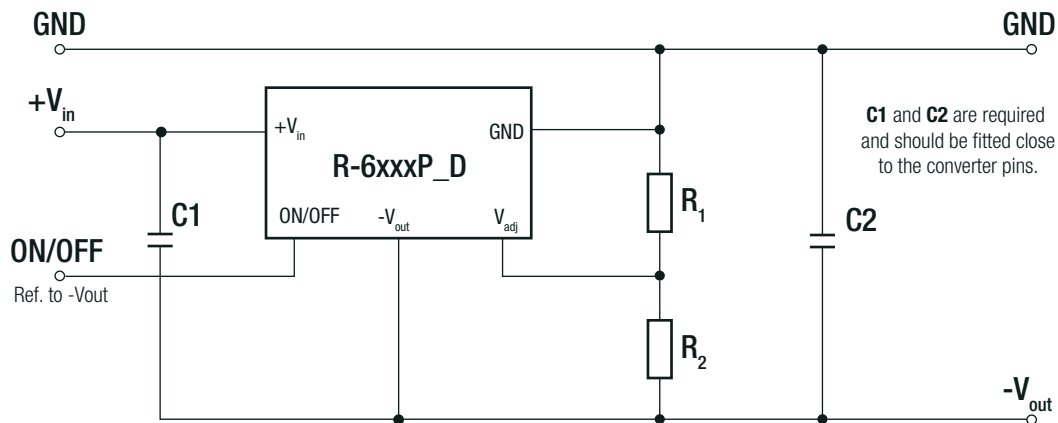 GND
GND
+Vin
+Vin
GND
R-6xxxP_D
ON/OFF
-Vout
Vadj
C1
ON/OFF
Ref. to -Vout
R1
R2
C2
C1 and C2 are required
and should be fitted close
to the converter pins.
-Vout